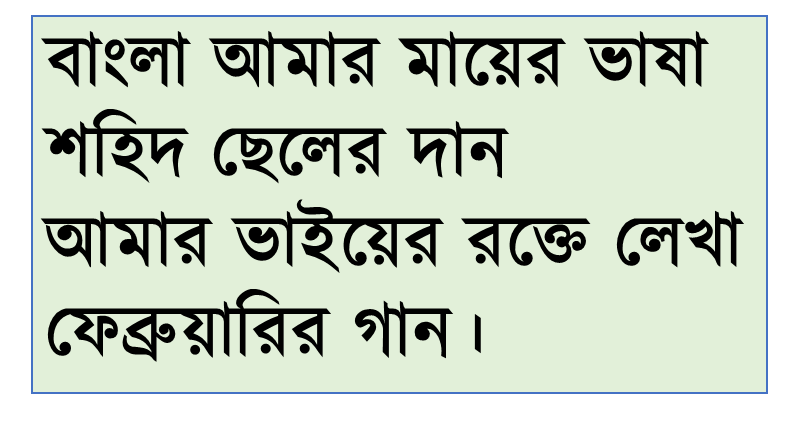 বাংলা আমার মায়ের ভাষা
শহিদ ছেলের দান
আমার ভাইয়ের রক্তে লেখা
ফেব্রুয়ারির গান।